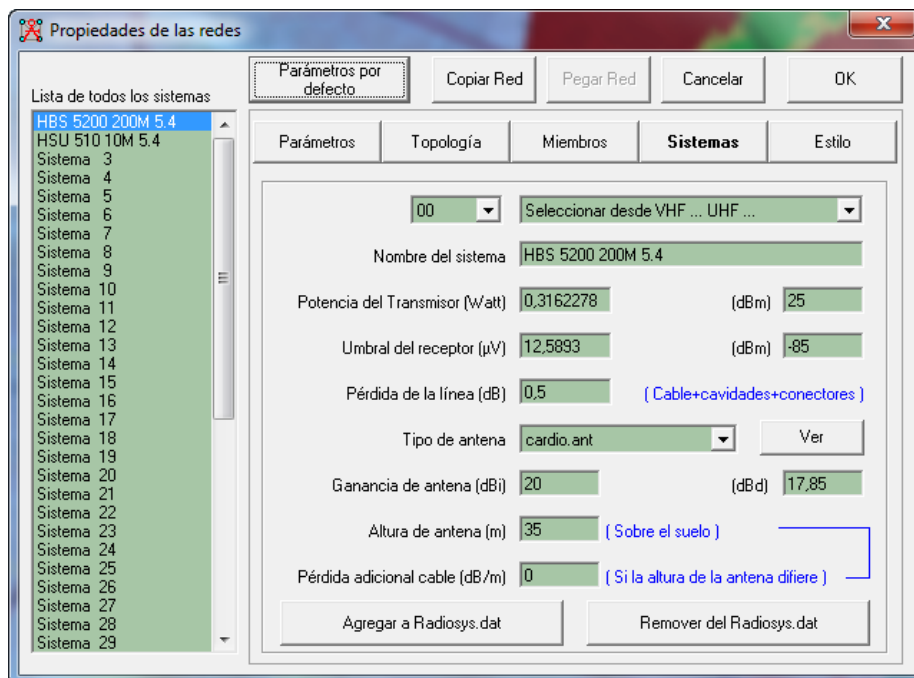 Propiedades de las redes
Parámetros por defecto
Copiar Red
Pegar Red
Cancelar
OK
Lista de todos los sistemas
HBS 5200 200M 5.4
HSU 510 10M 5.4
Sistema 3
Sistema 4
Sistema 5
Sistema 6
Sistema 7
Sistema 8
Sistema 9
Sistema 10
Sistema 11
Sistema 12
Sistema 13
Sistema 14
Sistema 15
Sistema 16
Sistema 17
Sistema 18
Sistema 19
Sistema 20
Sistema 21
Sistema 22
Sistema 23
Sistema 24
Sistema 25
Sistema 26
Sistema 27
Sistema 28
Sistema 29
Parámetros
Topología
Miembros
Sistemas
Estilo
00
Seleccionar desde VHF ... UHF ...
Nombre del sistema HBS 5200 200M 5.4
Potencia del Transmisor (Watt) 0,3162278 (dBm) 25
Umbral del receptor (µV) 12,5893 (dBm) -85
Pérdida de la línea (dB) 0,5 ( Cable+cavidades+conectores )
Tipo de antena cardio.ant Ver
Ganancia de antena (dBi) 20 (dBd) 17,85
Altura de antena (m) 35 ( Sobre el suelo )
Pérdida adicional cable (dB/m) 0 ( Si la altura de la antena difiere )
Agregar a Radiosys.dat
Remover del Radiosys.dat